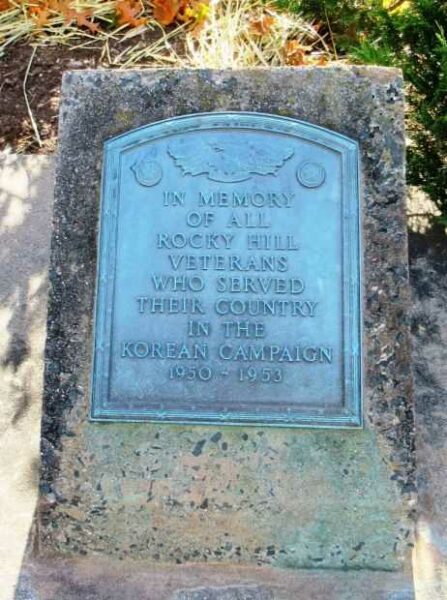 IN MEMORY
OF ALL
ROCKY HILL
VETERANS
WHO SERVED
THEIR COUNTRY
IN THE
KOREAN CAMPAIGN
1950 - 1953